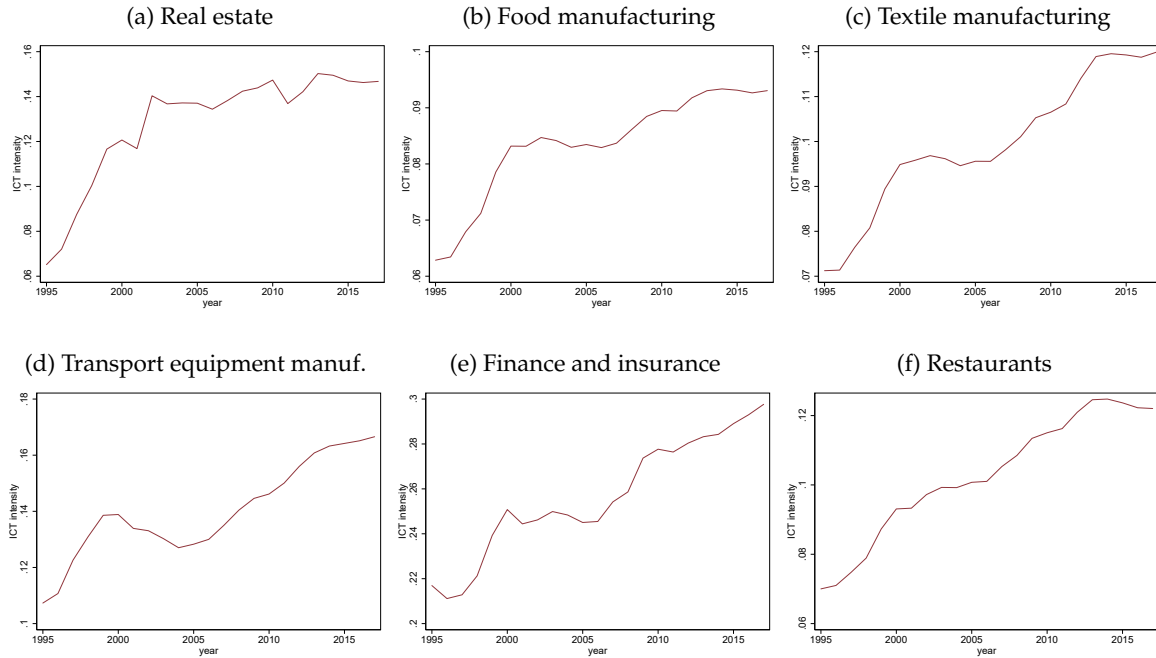 (a) Real estate
ICT intensity
.06 .08 .1 .12 .14 .16
1995 2000 2005 2010 2015
year
(b) Food manufacturing
ICT intensity
.06 .07 .08 .09 .1
1995 2000 2005 2010 2015
year
(c) Textile manufacturing
ICT intensity
.07 .08 .09 .1 .11 .12
1995 2000 2005 2010 2015
year
(d) Transport equipment manuf.
ICT intensity
.1 .12 .14 .16 .18
1995 2000 2005 2010 2015
year
(e) Finance and insurance
ICT intensity
.2 .22 .24 .26 .28 .3
1995 2000 2005 2010 2015
year
(f) Restaurants
ICT intensity
.06 .08 .1 .12
1995 2000 2005 2010 2015
year